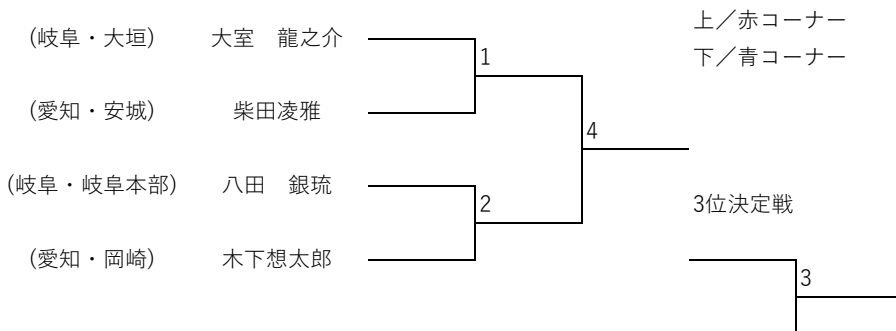 上／赤コーナー
(岐阜・大垣) 大室　龍之介
1
下／青コーナー
(愛知・安城) 柴田凌雅
4
(岐阜・岐阜本部) 八田　銀琉
2
3位決定戦
(愛知・岡崎) 木下想太郎
3